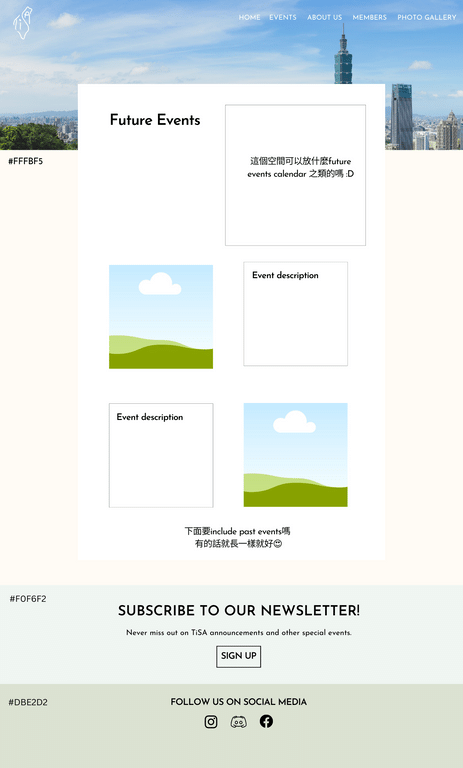 HOME EVENTS ABOUT US MEMBERS PHOTO GALLERY
Future Events
#FFFBF5
這個空間可以放什麼future
events calendar 之類的嗎 :D
Event description
Event description
下面要include past events嗎
有的話就長一樣就好😍
#F0F6F2
SUBSCRIBE TO OUR NEWSLETTER!
Never miss out on TiSA announcements and other special events.
SIGN UP
#DBE2D2
FOLLOW US ON SOCIAL MEDIA